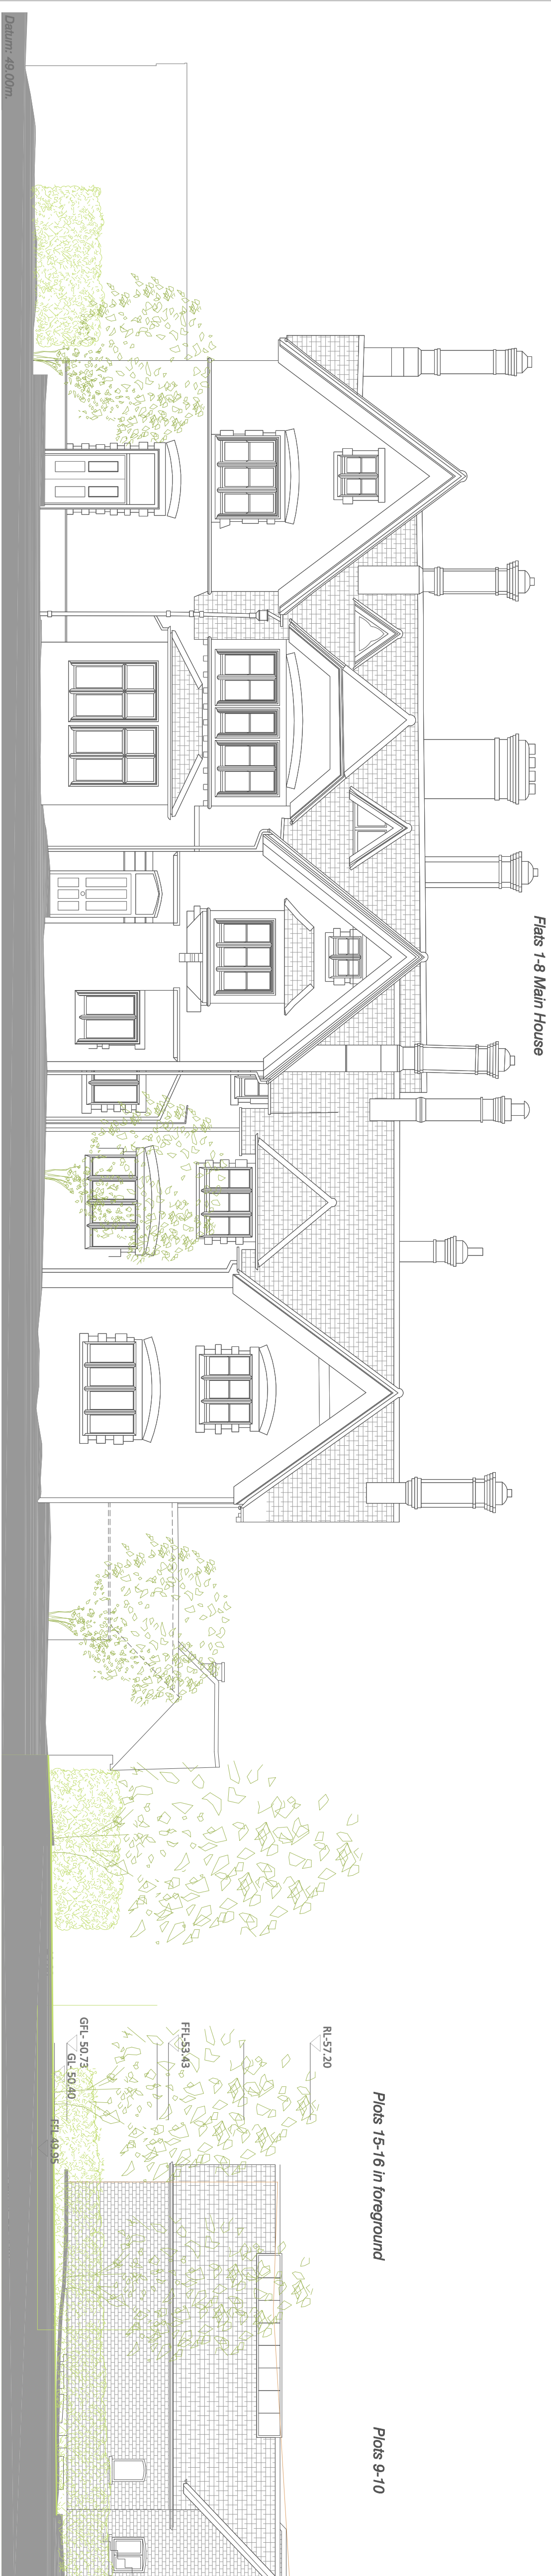 Flats 1-8 Main House
Plots 15-16 in foreground
Plots 9-10
RL-57.20
FFL-53.43
GFL- 50.73
GL- 50.40
FFL 49.95
Datum: 49.00m.